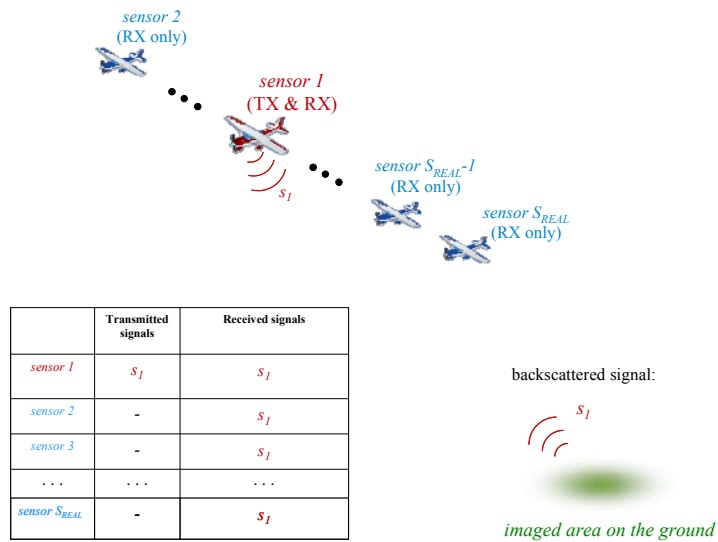 sensor 2
(RX only)
sensor 1
(TX & RX)
s1
sensor SREAL-1
(RX only)
sensor SREAL
(RX only)
Transmitted signals Received signals
sensor 1 s1 s1
sensor 2 - s1
sensor 3 - s1
. . . . . . . . .
sensor SREAL - s1
backscattered signal:
s1
imaged area on the ground